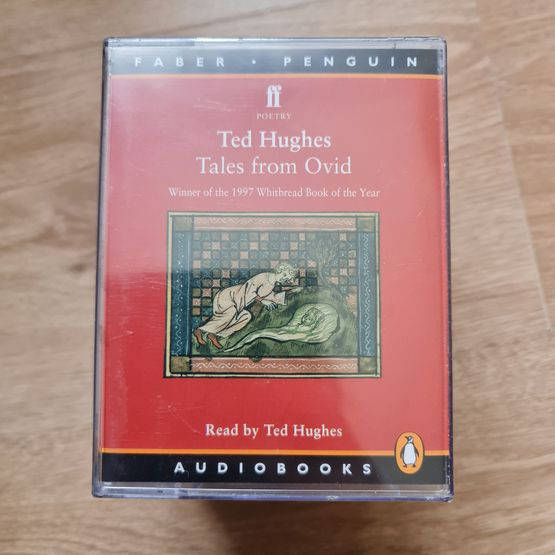 FABER • PENGUIN
ff
POETRY
Ted Hughes
Tales from Ovid
Winner of the 1997 Whitbread Book of the Year
Read by Ted Hughes
AUDIOBOOKS